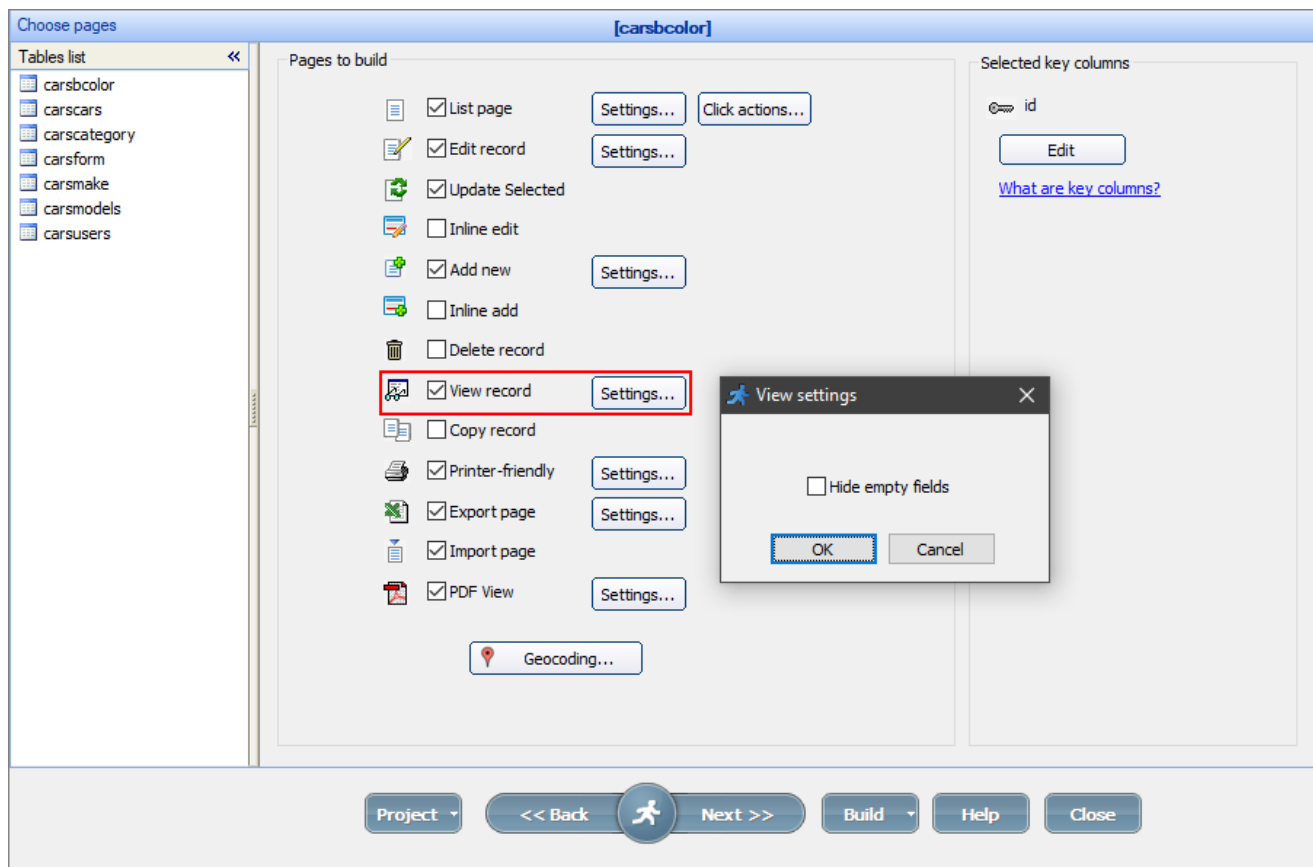 Choose pages
[carsbcolor]
Tables list «
carsbcolor
carscars
carscategory
carsform
carsmake
carsmodels
carsusers
Pages to build
List page Settings... Click actions...
Edit record Settings...
Update Selected
Inline edit
Add new Settings...
Inline add
Delete record
View record Settings...
Copy record
Printer-friendly Settings...
Export page Settings...
Import page
PDF View Settings...
Geocoding...
Selected key columns
id
Edit
What are key columns?
View settings
Hide empty fields
OK Cancel
Project << Back Next >> Build Help Close